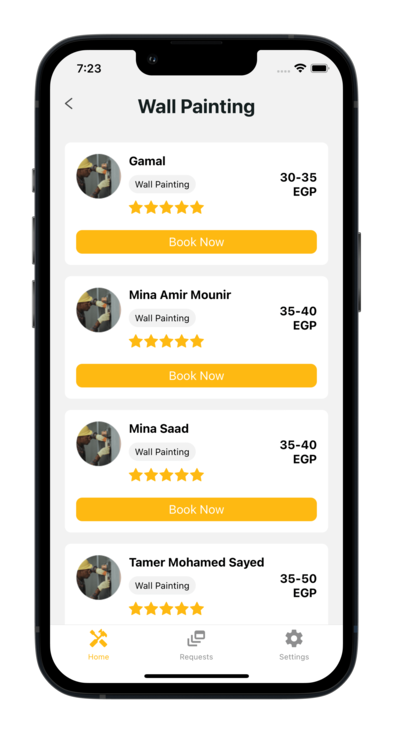 7:23
Wall Painting
Gamal
Wall Painting
30-35
EGP
Book Now
Mina Amir Mounir
Wall Painting
35-40
EGP
Book Now
Mina Saad
Wall Painting
35-40
EGP
Book Now
Tamer Mohamed Sayed
Wall Painting
35-50
EGP
Home
Requests
Settings